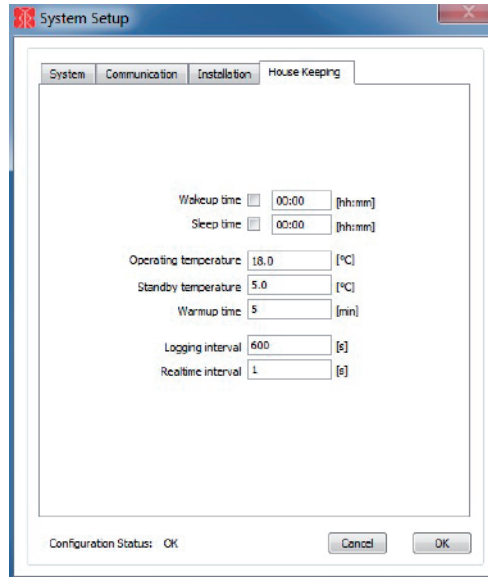 System Setup
System Communication Installation House Keeping
Wakeup time 00:00 [hh:mm]
Sleep time 00:00 [hh:mm]
Operating temperature 18.0 [°C]
Standby temperature 5.0 [°C]
Warmup time 5 [min]
Logging interval 600 [s]
Realtime interval 1 [s]
Configuration Status: OK Cancel OK